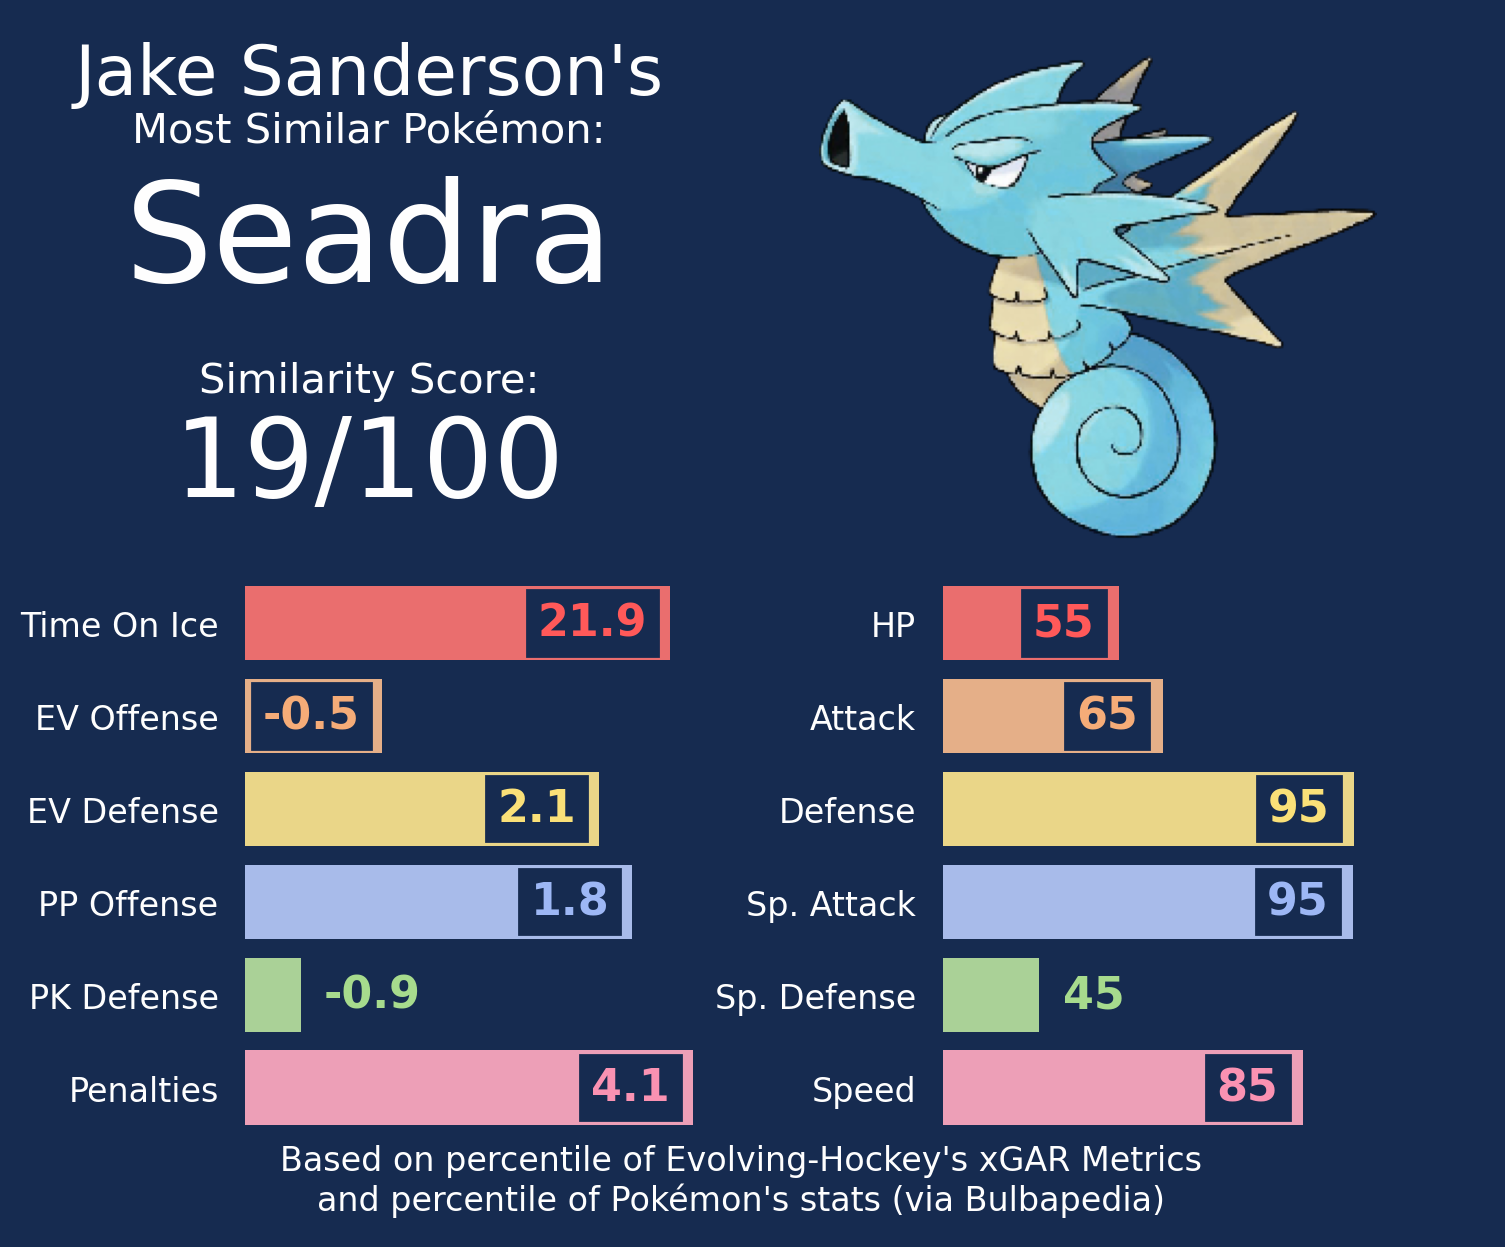 Jake Sanderson's
Most Similar Pokémon:
Seadra
Similarity Score:
19/100
Time On Ice 21.9
EV Offense -0.5
EV Defense 2.1
PP Offense 1.8
PK Defense -0.9
Penalties 4.1
HP 55
Attack 65
Defense 95
Sp. Attack 95
Sp. Defense 45
Speed 85
Based on percentile of Evolving-Hockey's xGAR Metrics
and percentile of Pokémon's stats (via Bulbapedia)